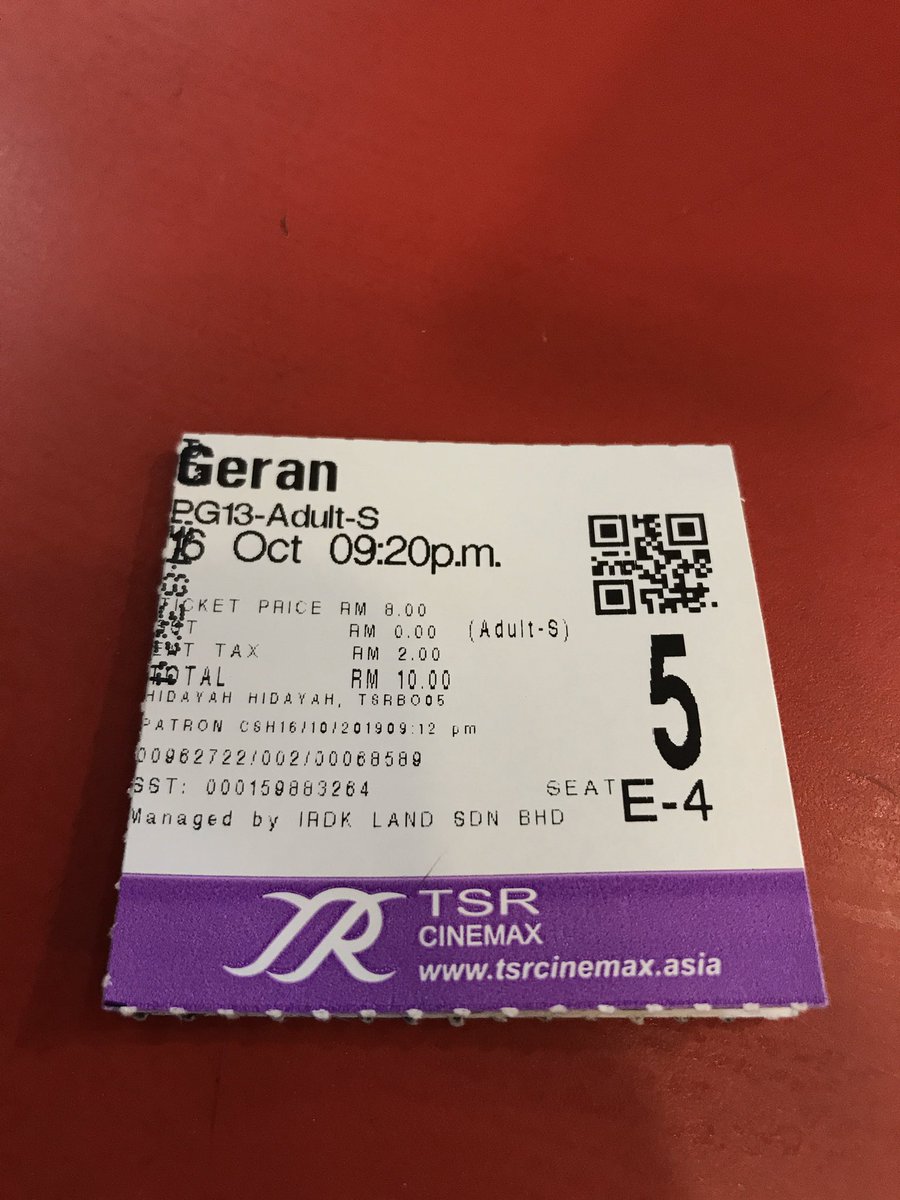 Geran
PG13-Adult-S
16 Oct 09:20p.m.
TICKET PRICE RM 8.00
RM 0.00 (Adult-S)
ENT TAX RM 2.00
TOTAL RM 10.00
HIDAYAH HIDAYAH, TSRBO05
PATRON CSH16/10/201909:12 pm
00962722/002/00068589
SST: 000159883264
Managed by IRDK LAND SDN BHD
5
SEAT E-4
TSR
CINEMAX
www.tsrcinemax.asia